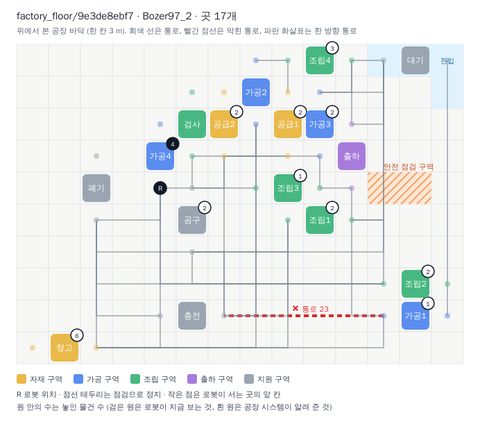 factory_floor/9e3de8ebf7 · Bozer97_2 · 곳 17개
위에서 본 공장 바닥 (한 칸 3 m). 회색 선은 통로, 빨간 점선은 막힌 통로, 파란 화살표는 한 방향 통로
3
조립4
대기
진입
가공2
2
2
2
검사
공급2
공급1
가공3
4
가공4
출하
안전 점검 구역
1
폐기
R
조립3
2
2
공구
조립1
2
조립2
통로 23
1
충전
가공1
6
창고
자재 구역
가공 구역
조립 구역
출하 구역
지원 구역
R 로봇 위치 · 점선 테두리는 점검으로 정지 · 작은 점은 로봇이 서는 곳의 앞 칸
원 안의 수는 놓인 물건 수 (검은 원은 로봇이 지금 보는 것, 흰 원은 공장 시스템이 알려 준 것)